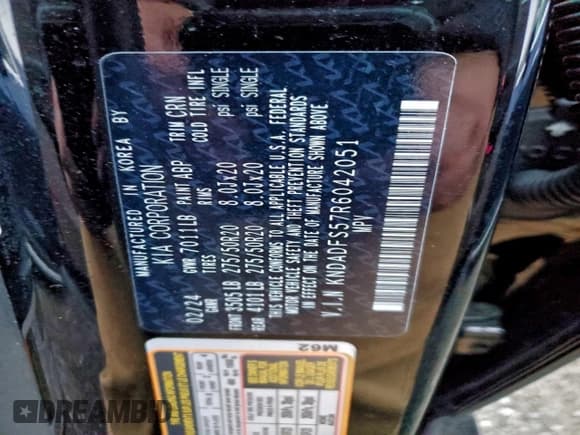 MANUFACTURED IN KOREA BY
KIA CORPORATION
02/24 GVWR 7011LB PAINT ABP TRIM CRN
GAWR TIRES RIMS COLD TIRE INFL
FRONT 3305LB 275/50R20 8.0JX20 psi SINGLE
REAR 4001LB 275/50R20 8.0JX20 psi SINGLE
THIS VEHICLE CONFORMS TO ALL APPLICABLE U.S.A. FEDERAL
MOTOR VEHICLE SAFETY AND THEFT PREVENTION STANDARDS
IN EFFECT ON THE DATE OF MANUFACTURE SHOWN ABOVE.
V.I.N KNDADFS57R6042051
MPV
M62
DREAMBID